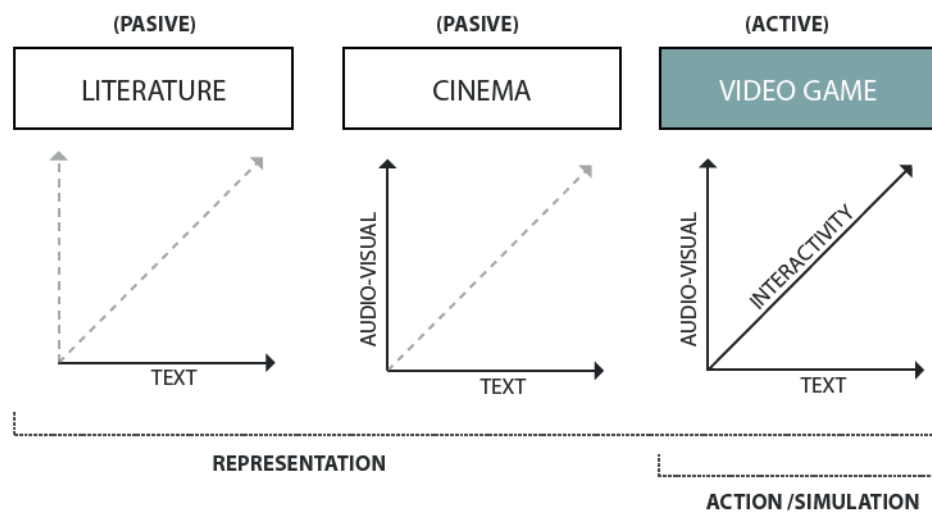 (PASIVE) (PASIVE) (ACTIVE)
LITERATURE CINEMA VIDEO GAME
TEXT
AUDIO-VISUAL
TEXT
AUDIO-VISUAL
INTERACTIVITY
TEXT
REPRESENTATION
ACTION /SIMULATION